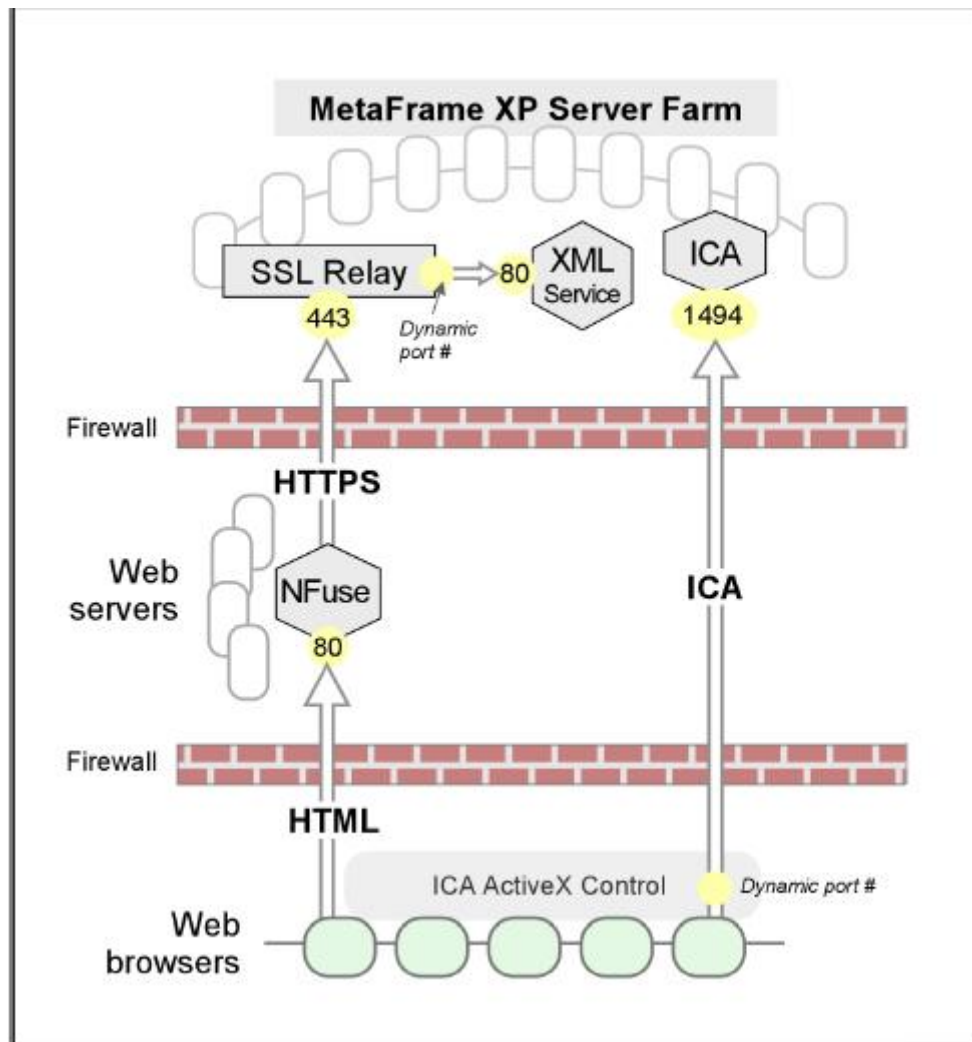 MetaFrame XP Server Farm
SSL Relay
80
XML
Service
ICA
443
Dynamic
port #
1494
Firewall
HTTPS
Web
servers
NFuse
80
ICA
Firewall
HTML
ICA ActiveX Control
Dynamic port #
Web
browsers